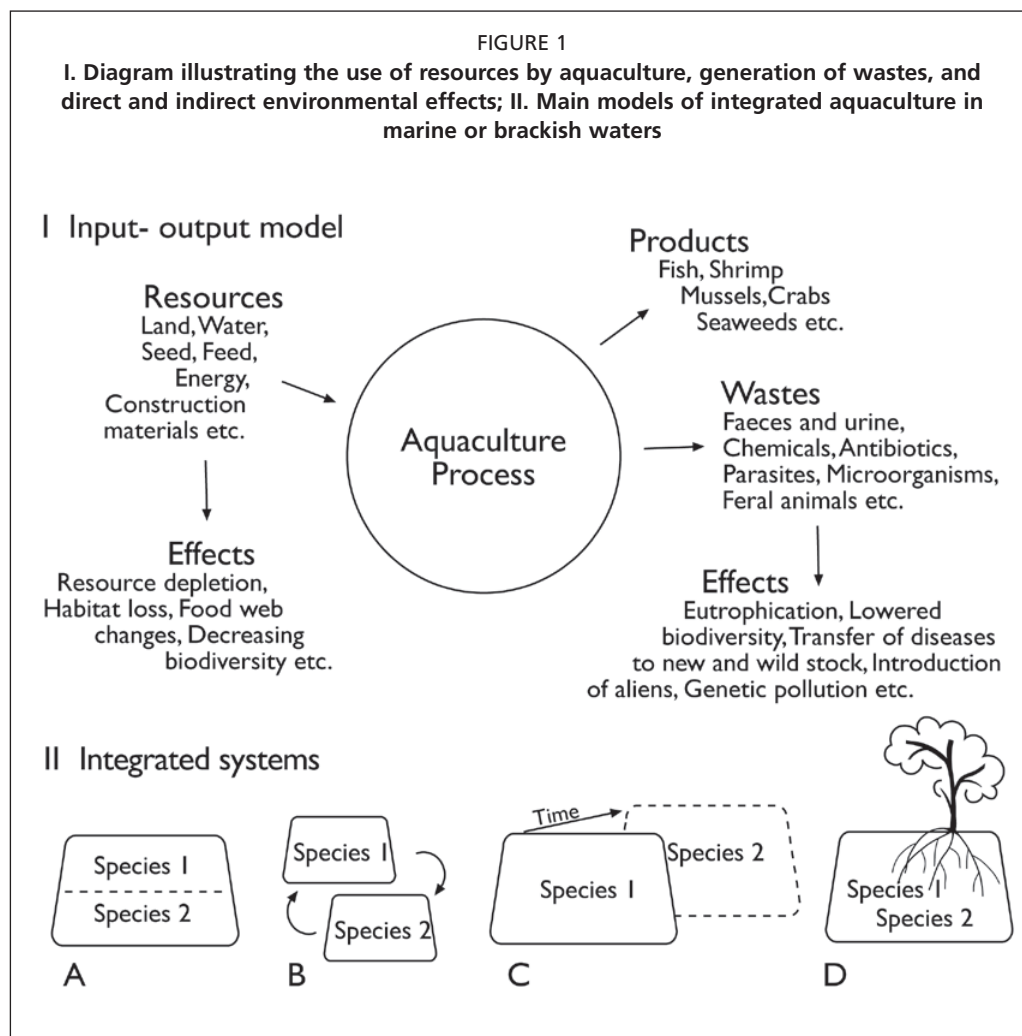 FIGURE 1
I. Diagram illustrating the use of resources by aquaculture, generation of wastes, and
direct and indirect environmental effects; II. Main models of integrated aquaculture in
marine or brackish waters
I Input- output model
Resources
Land, Water,
Seed, Feed,
Energy,
Construction
materials etc.
Effects
Resource depletion,
Habitat loss, Food web
changes, Decreasing
biodiversity etc.
Aquaculture
Process
Products
Fish, Shrimp
Mussels, Crabs
Seaweeds etc.
Wastes
Faeces and urine,
Chemicals, Antibiotics,
Parasites, Microorganisms,
Feral animals etc.
Effects
Eutrophication, Lowered
biodiversity, Transfer of diseases
to new and wild stock, Introduction
of aliens, Genetic pollution etc.
II Integrated systems
Species 1
Species 2
A
Species 1
Species 2
B
Time
Species 1
Species 2
C
Species 1
Species 2
D